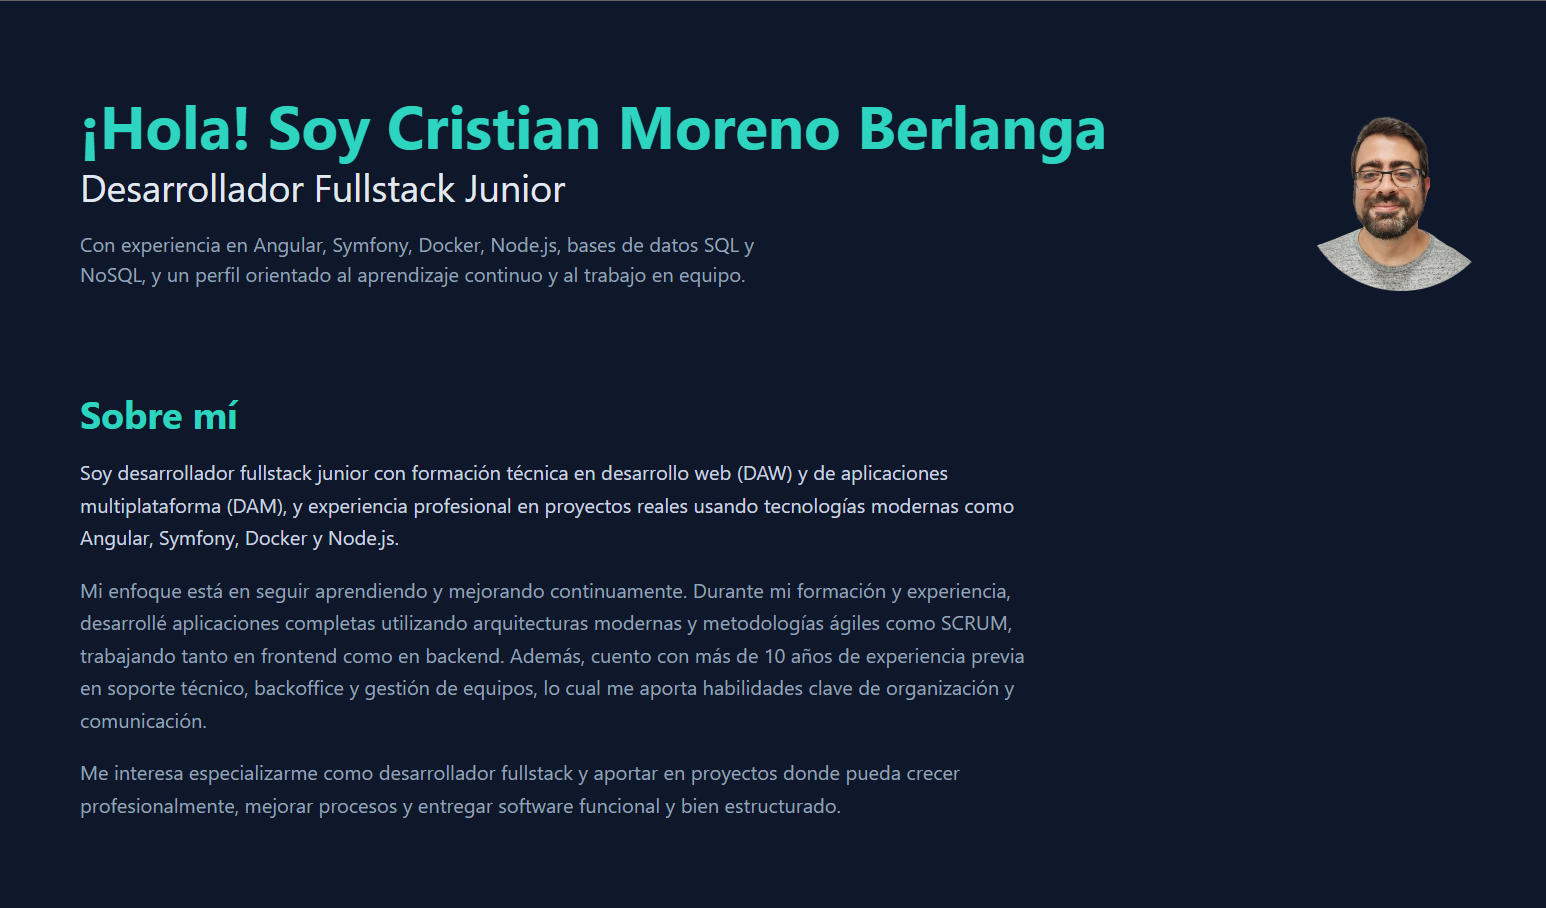 ¡Hola! Soy Cristian Moreno Berlanga
Desarrollador Fullstack Junior
Con experiencia en Angular, Symfony, Docker, Node.js, bases de datos SQL y
NoSQL, y un perfil orientado al aprendizaje continuo y al trabajo en equipo.
Sobre mí
Soy desarrollador fullstack junior con formación técnica en desarrollo web (DAW) y de aplicaciones
multiplataforma (DAM), y experiencia profesional en proyectos reales usando tecnologías modernas como
Angular, Symfony, Docker y Node.js.
Mi enfoque está en seguir aprendiendo y mejorando continuamente. Durante mi formación y experiencia,
desarrollé aplicaciones completas utilizando arquitecturas modernas y metodologías ágiles como SCRUM,
trabajando tanto en frontend como en backend. Además, cuento con más de 10 años de experiencia previa
en soporte técnico, backoffice y gestión de equipos, lo cual me aporta habilidades clave de organización y
comunicación.
Me interesa especializarme como desarrollador fullstack y aportar en proyectos donde pueda crecer
profesionalmente, mejorar procesos y entregar software funcional y bien estructurado.